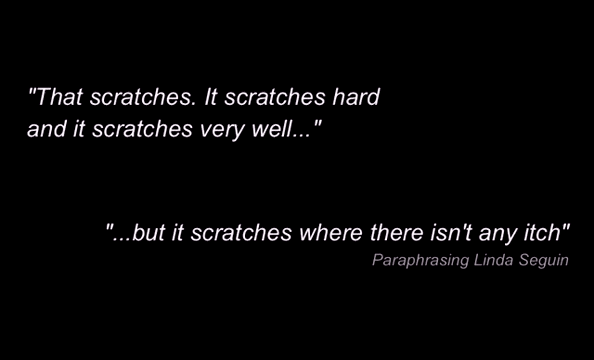 "That scratches. It scratches hard
and it scratches very well..."
"...but it scratches where there isn't any itch"
Paraphrasing Linda Seguin